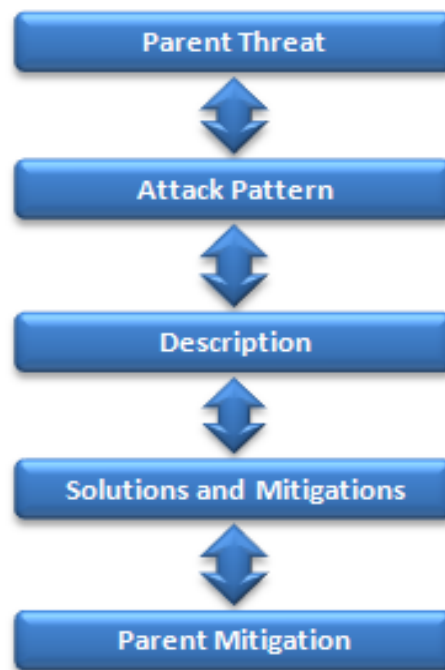 Parent Threat
Attack Pattern
Description
Solutions and Mitigations
Parent Mitigation